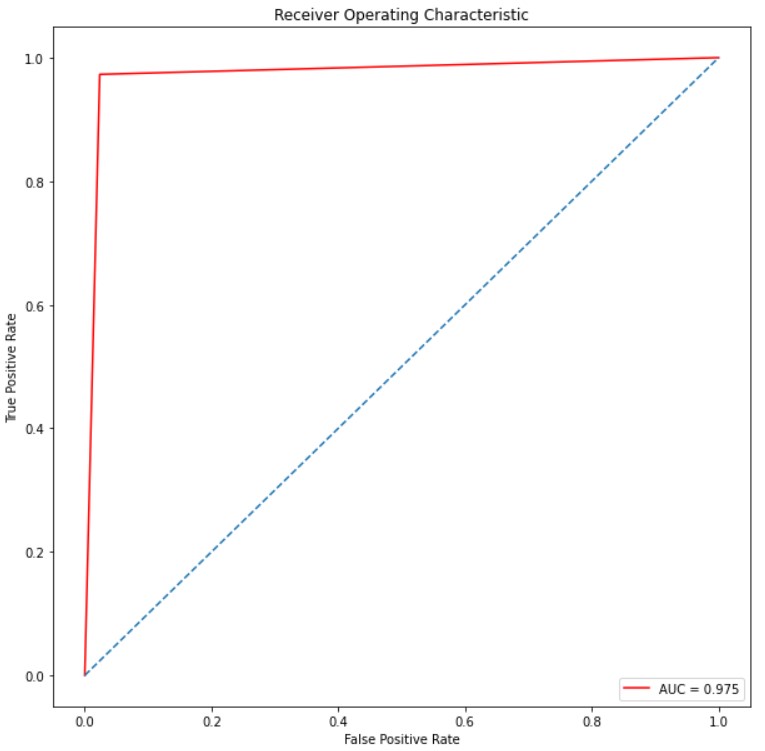 Receiver Operating Characteristic
True Positive Rate
1.0
0.8
0.6
0.4
0.2
0.0
AUC = 0.975
0.0 0.2 0.4 0.6 0.8 1.0
False Positive Rate